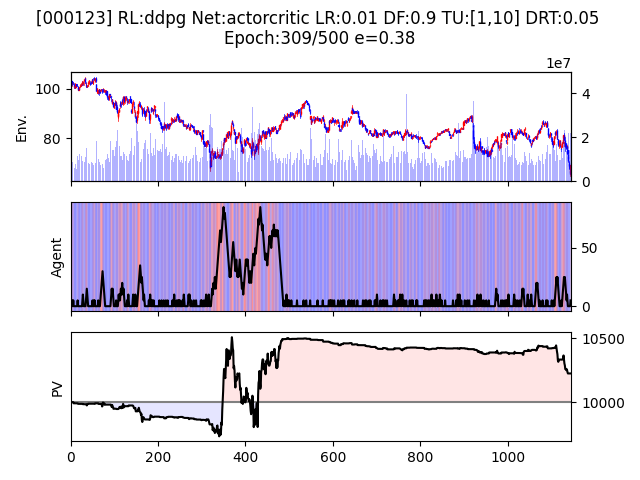 [000123] RL:ddpg Net:actorcritic LR:0.01 DF:0.9 TU:[1,10] DRT:0.05
Epoch:309/500 e=0.38
1e7
Env.
100
80
4
2
0
Agent
50
0
PV
10500
10000
0
200
400
600
800
1000